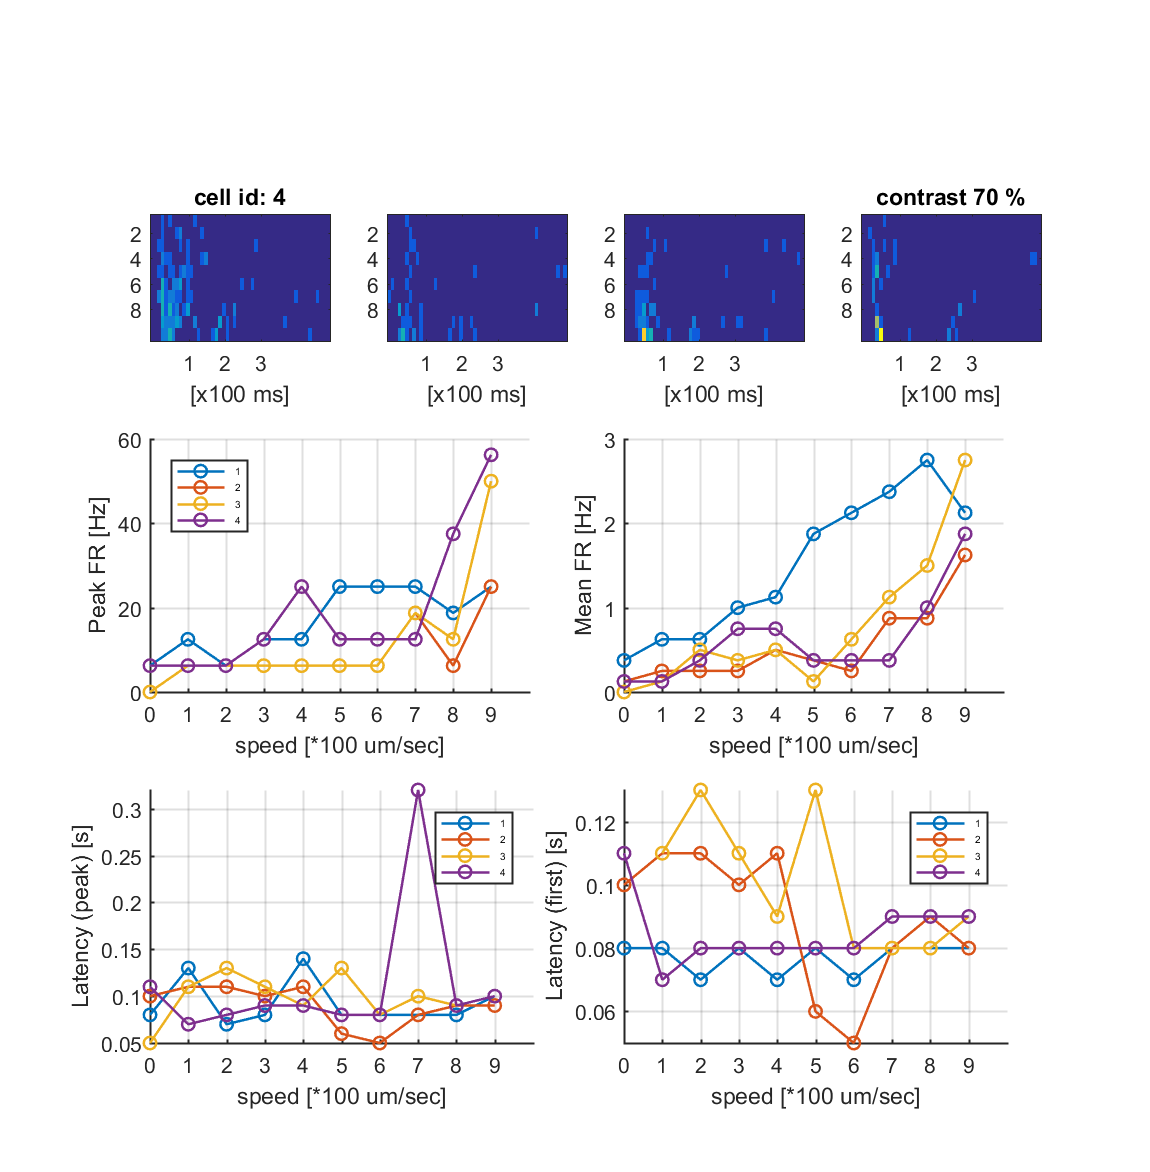 cell id: 4
contrast 70 %
2
4
6
8
1 2 3
[x100 ms]
2
4
6
8
1 2 3
[x100 ms]
2
4
6
8
1 2 3
[x100 ms]
2
4
6
8
1 2 3
[x100 ms]
Peak FR [Hz]
60
40
20
0
1
2
3
4
0 1 2 3 4 5 6 7 8 9
speed [*100 um/sec]
Mean FR [Hz]
3
2
1
0
0 1 2 3 4 5 6 7 8 9
speed [*100 um/sec]
Latency (peak) [s]
0.3
0.25
0.2
0.15
0.1
0.05
1
2
3
4
0 1 2 3 4 5 6 7 8 9
speed [*100 um/sec]
Latency (first) [s]
0.12
0.1
0.08
0.06
1
2
3
4
0 1 2 3 4 5 6 7 8 9
speed [*100 um/sec]